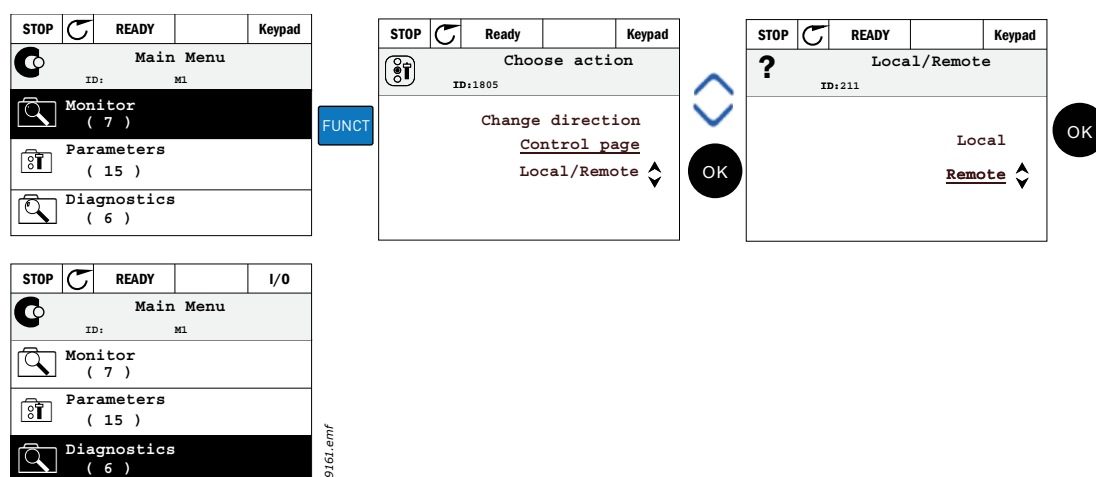 STOP READY Keypad
Main Menu
ID: M1
Monitor
( 7 )
Parameters
( 15 )
Diagnostics
( 6 )
FUNCT
STOP Ready Keypad
Choose action
ID:1805
Change direction
Control page
Local/Remote
OK
STOP READY Keypad
?
Local/Remote
ID:211
Local
Remote
OK
STOP READY I/O
Main Menu
ID: M1
Monitor
( 7 )
Parameters
( 15 )
Diagnostics
( 6 )
9161.emf